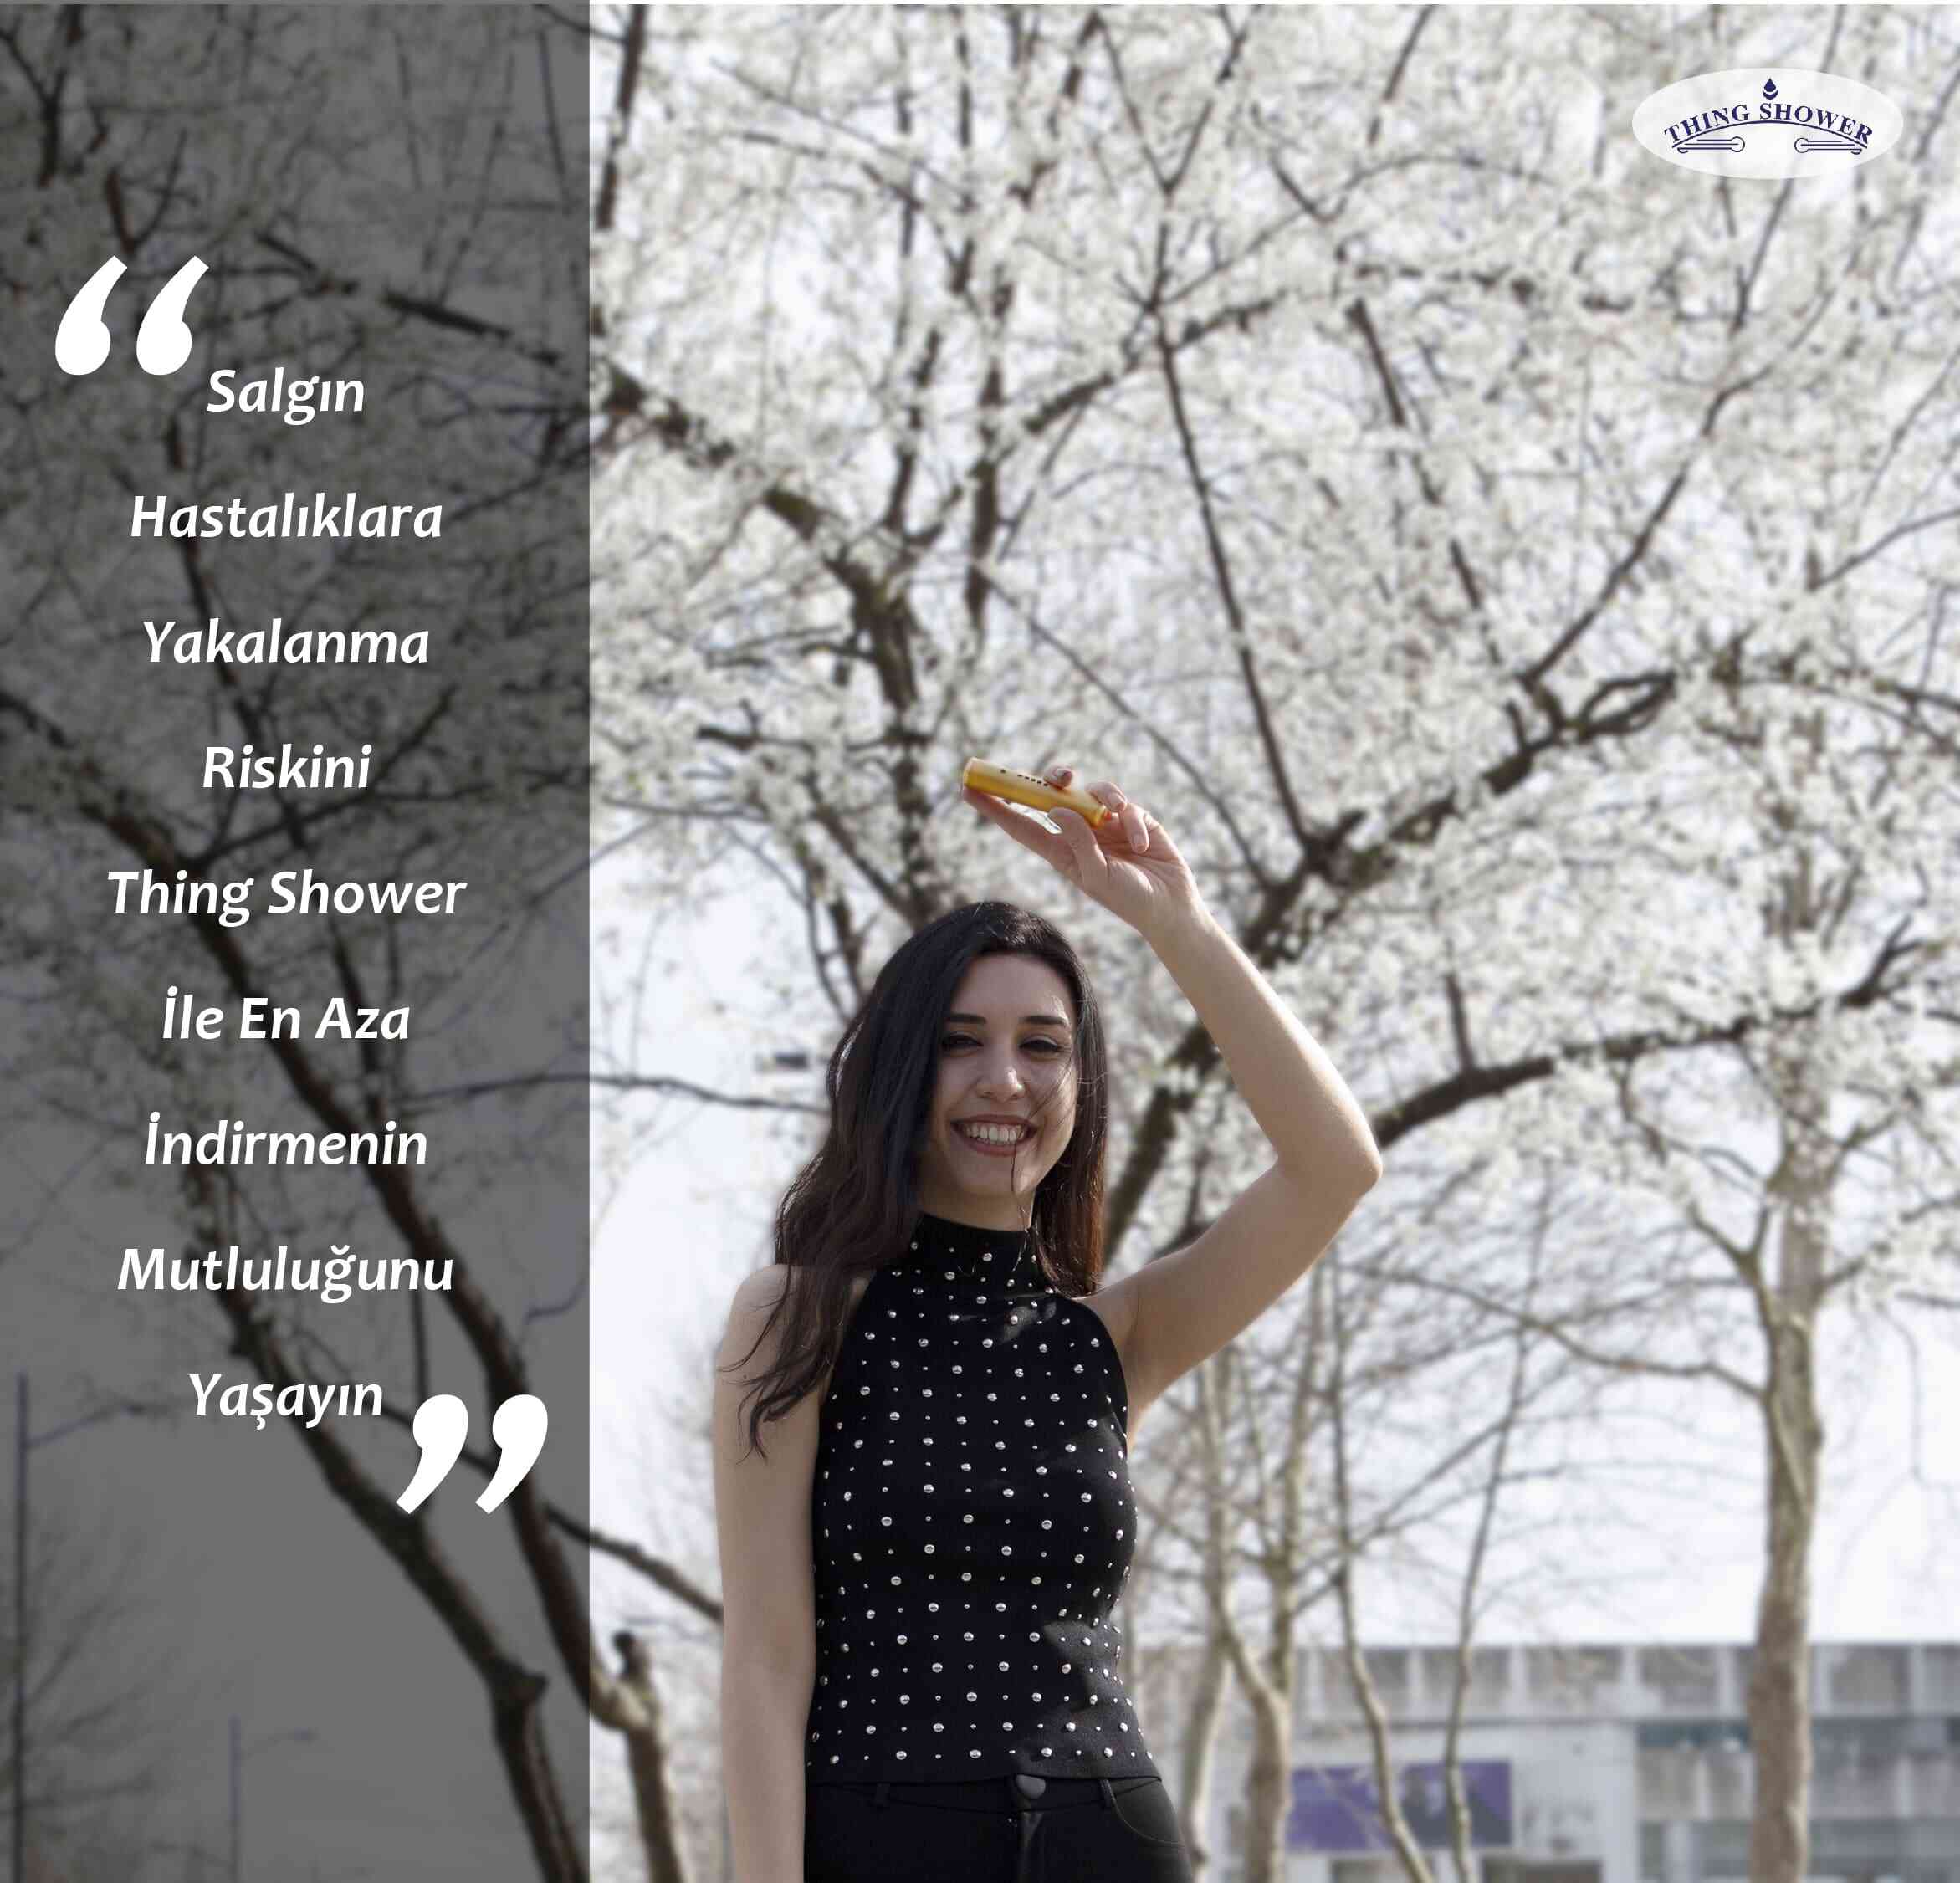 THING SHOWER
“Salgın
Hastalıklara
Yakalanma
Riskini
Thing Shower
İle En Aza
İndirmenin
Mutluluğunu
Yaşayın”